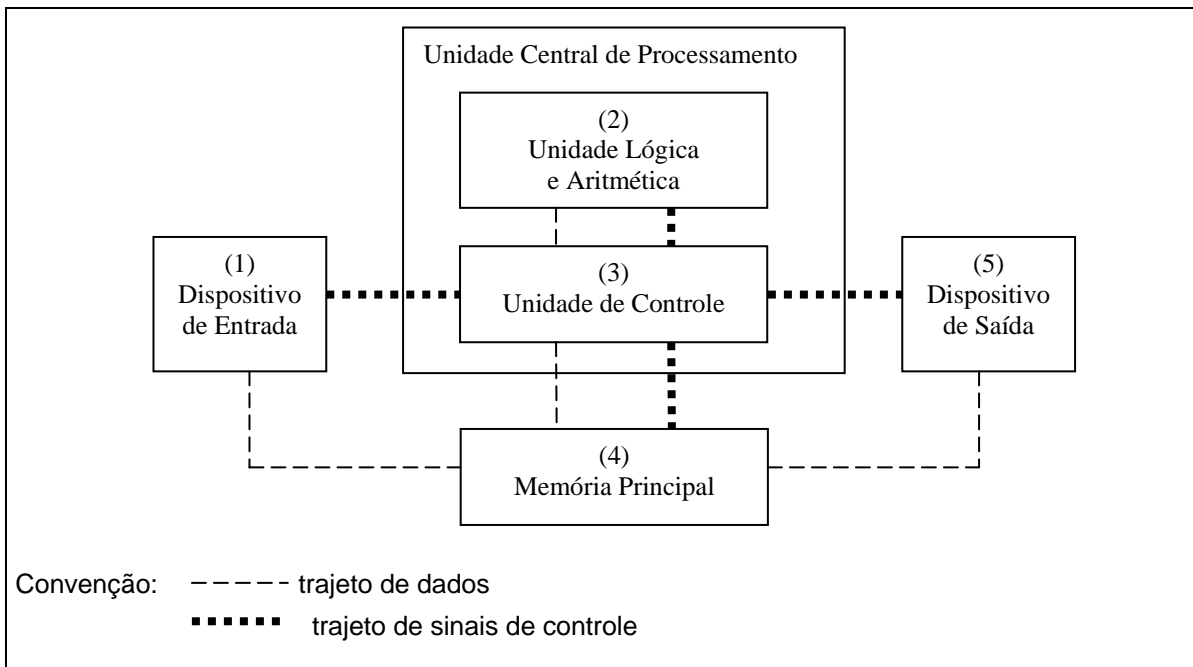 Unidade Central de Processamento
(2)
Unidade Lógica
e Aritmética
(1)
Dispositivo
de Entrada
(3)
Unidade de Controle
(5)
Dispositivo
de Saída
(4)
Memória Principal
Convenção:
trajeto de dados
trajeto de sinais de controle